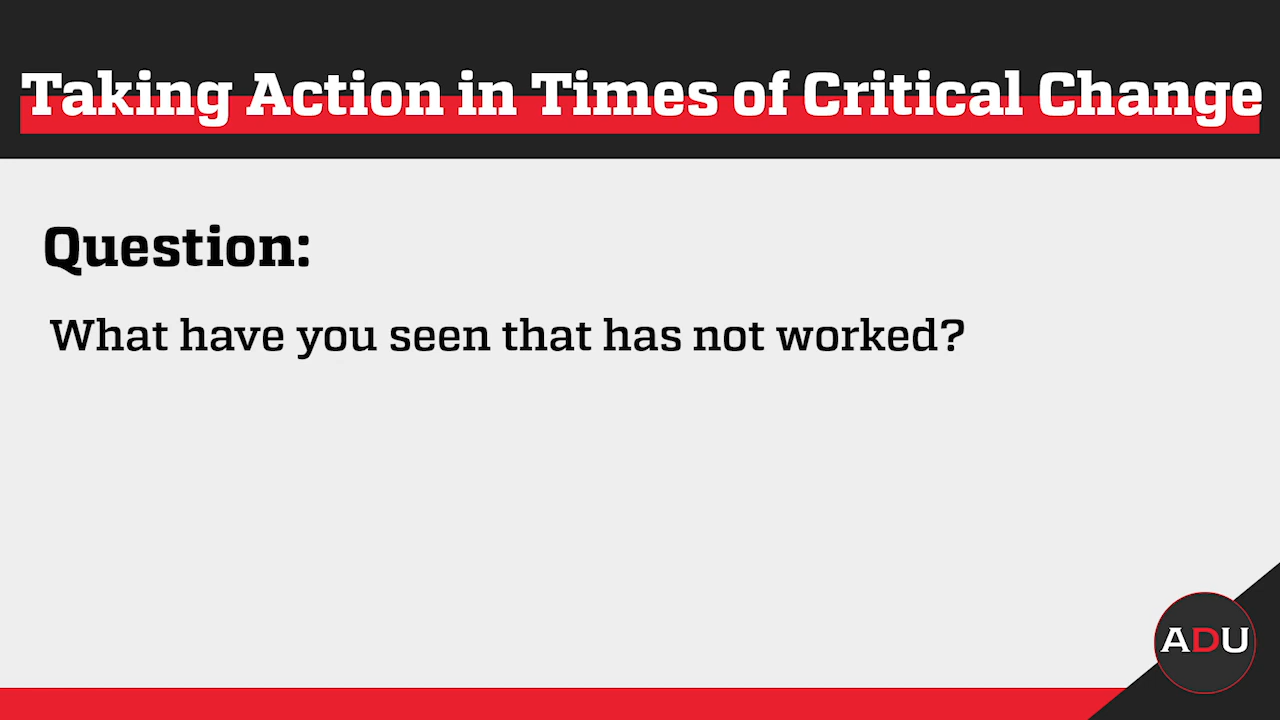 Taking Action in Times of Critical Change
Question:
What have you seen that has not worked?
ADU